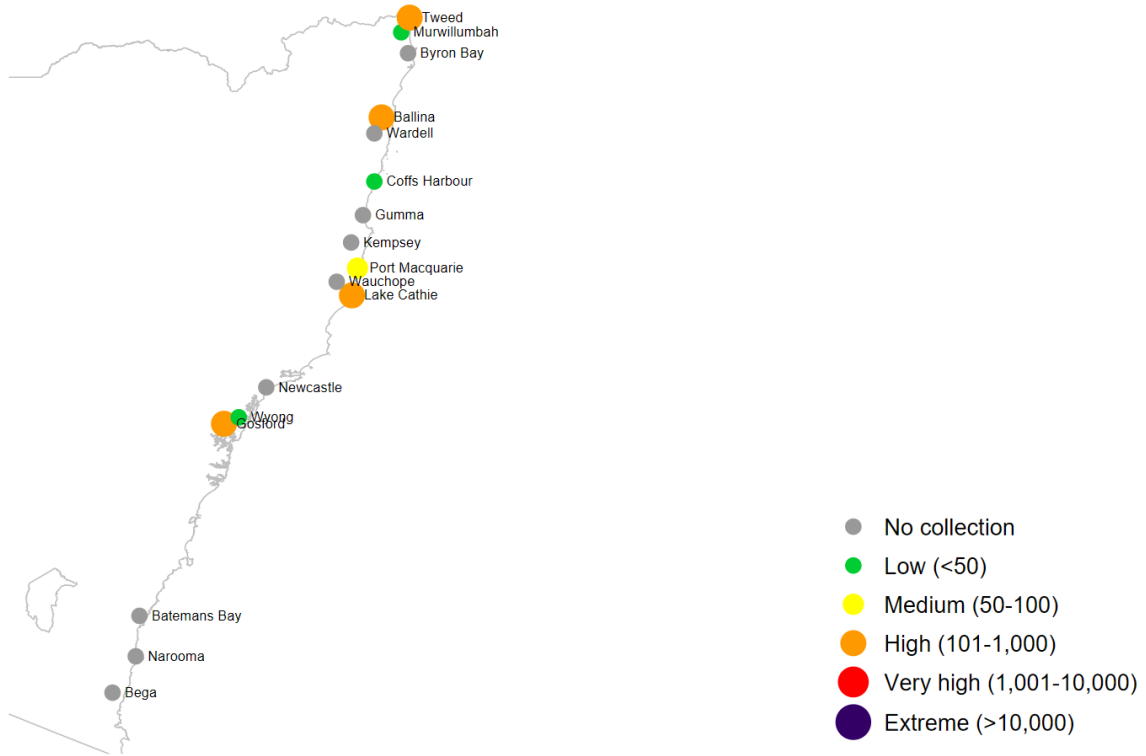 Tweed
Murwillumbah
Byron Bay
Ballina
Wardell
Coffs Harbour
Gumma
Kempsey
Port Macquarie
Wauchope
Lake Cathie
Newcastle
Wyong
Gosford
Batemans Bay
Narooma
Bega
No collection
Low (<50)
Medium (50-100)
High (101-1,000)
Very high (1,001-10,000)
Extreme (>10,000)